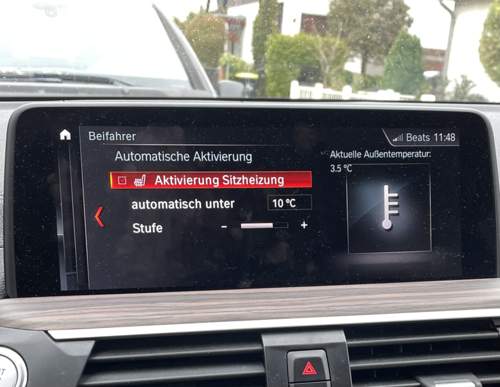 Beifahrer
Beats 11:48
Automatische Aktivierung
Aktuelle Außentemperatur:
3.5 °C
Aktivierung Sitzheizung
automatisch unter 10 °C
Stufe - +